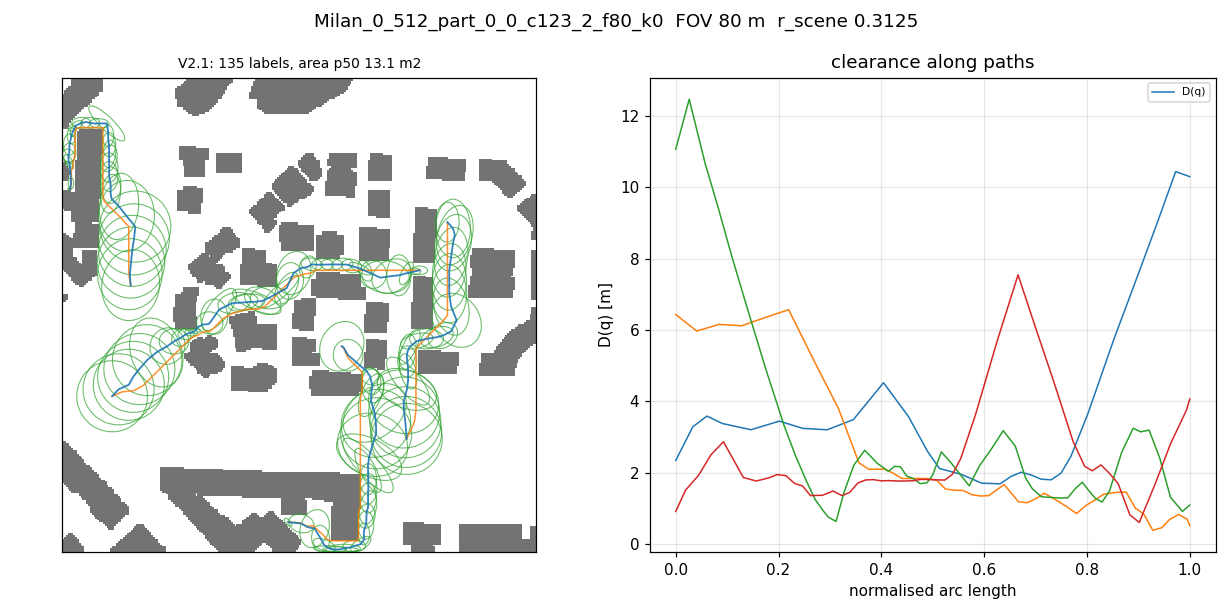 Milan_0_512_part_0_0_c123_2_f80_k0  FOV 80 m  r_scene 0.3125
V2.1: 135 labels, area p50 13.1 m2
clearance along paths
D(q)
D(q) [m]
12
10
8
6
4
2
0
0.0 0.2 0.4 0.6 0.8 1.0
normalised arc length